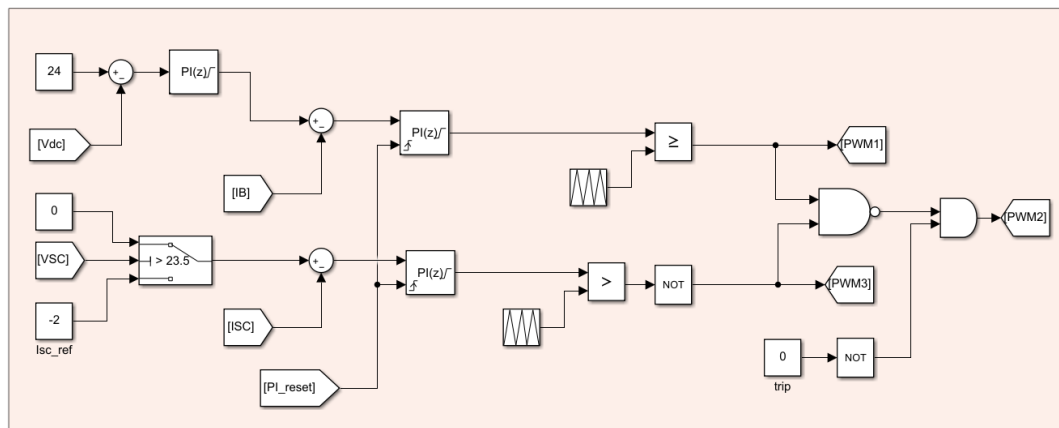 24
PI(z)
[Vdc]
PI(z)
≥
[PWM1]
[IB]
0
[PWM2]
[VSC]
> 23.5
PI(z)
>
NOT
[PWM3]
-2
Isc_ref
[ISC]
[PI_reset]
0
NOT
trip